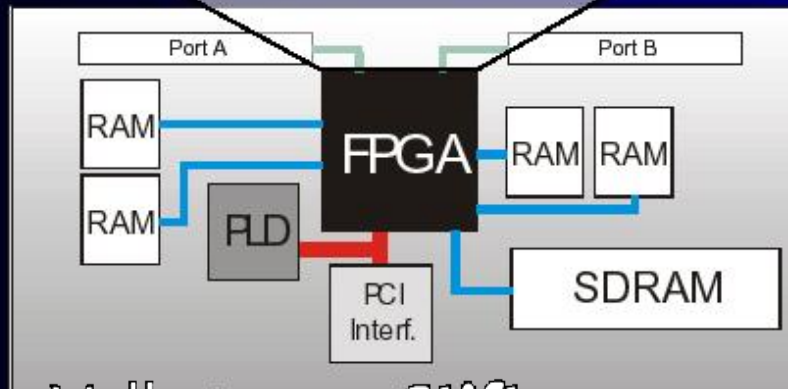 Port A
Port B
RAM
FPGA
RAM
RAM
RAM
PLD
PCI
Interf.
SDRAM